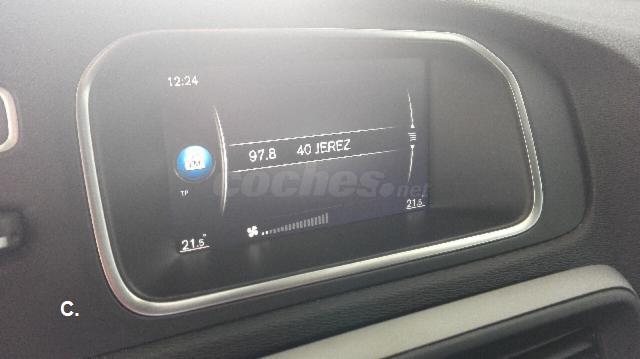 12:24
97.8 40 JEREZ
FM
TP
coches.net
21.5°
21.5°
C.